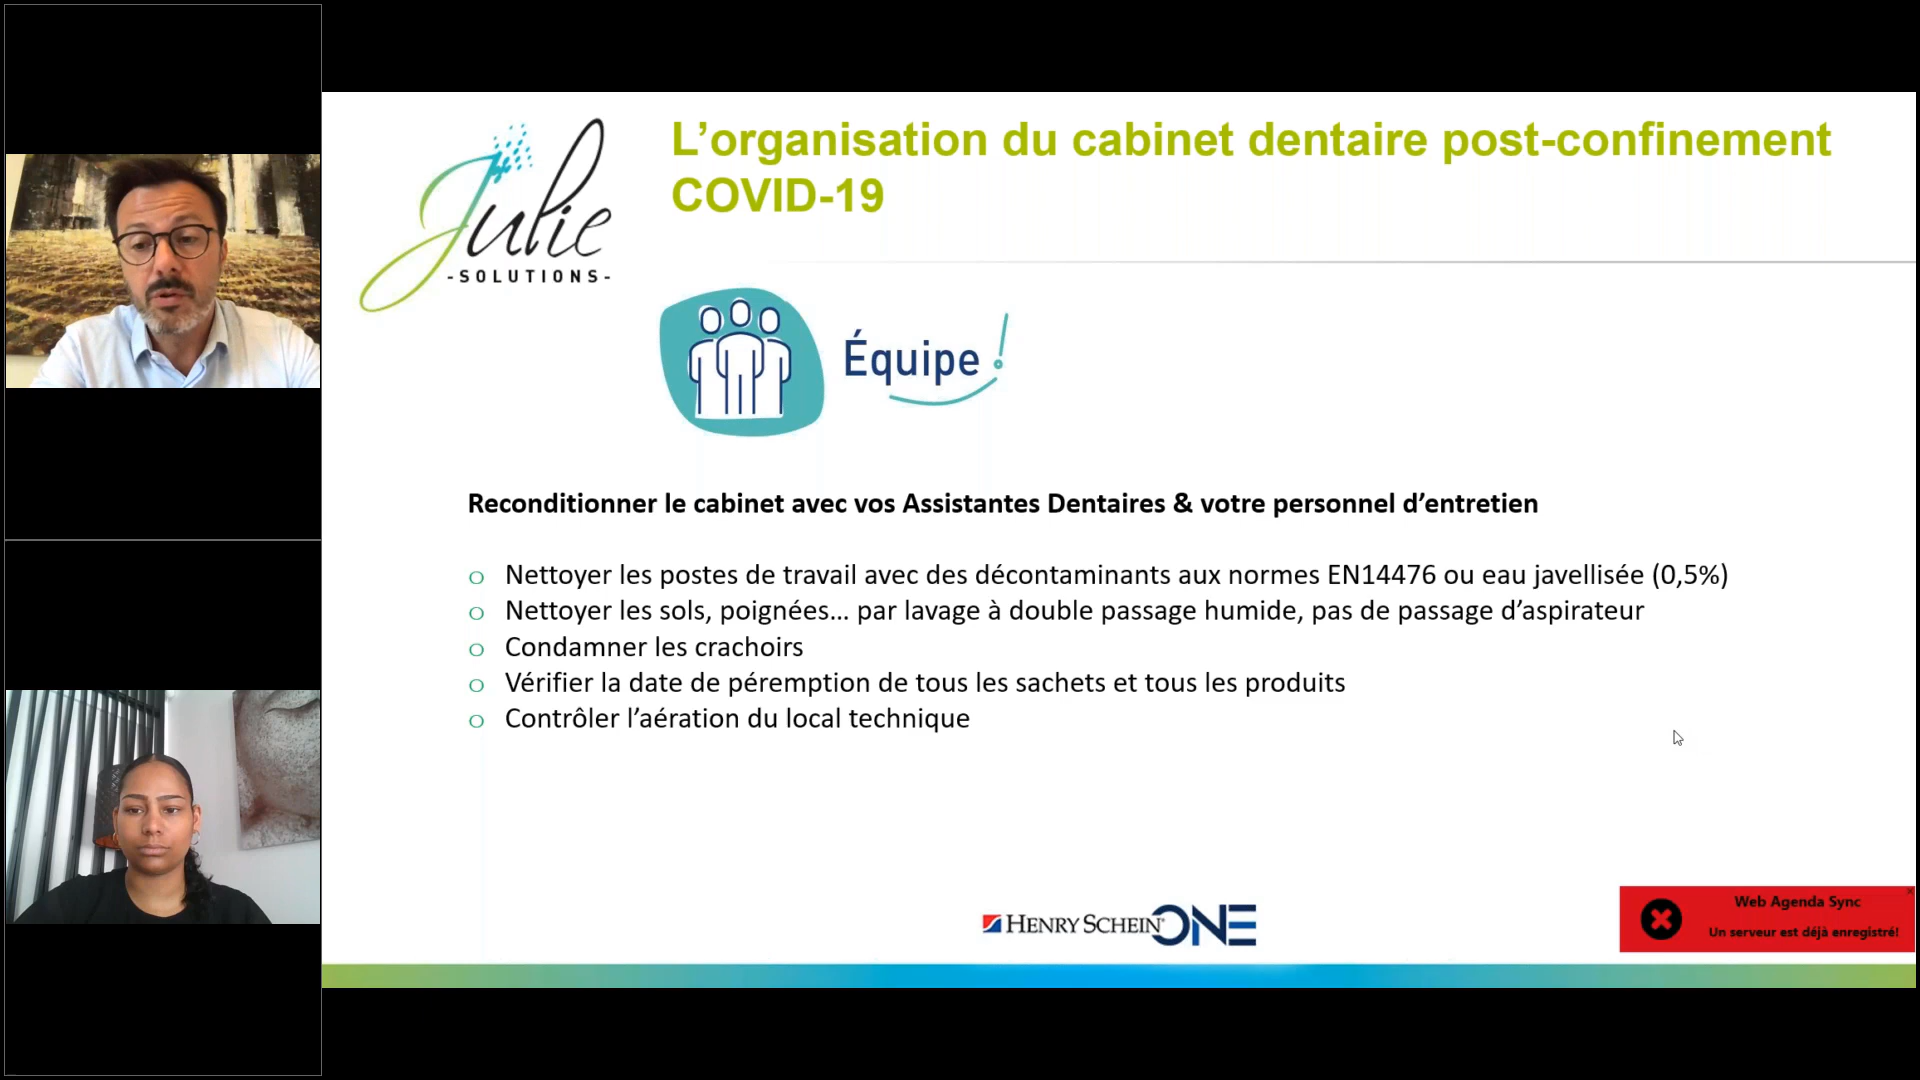 Julie
-SOLUTIONS-
L’organisation du cabinet dentaire post-confinement
COVID-19
Équipe !
Reconditionner le cabinet avec vos Assistantes Dentaires & votre personnel d’entretien
o Nettoyer les postes de travail avec des décontaminants aux normes EN14476 ou eau javellisée (0,5%)
o Nettoyer les sols, poignées… par lavage à double passage humide, pas de passage d’aspirateur
o Condamner les crachoirs
o Vérifier la date de péremption de tous les sachets et tous les produits
o Contrôler l’aération du local technique
HENRY SCHEIN® ONE
Web Agenda Sync
Un serveur est déjà enregistré!